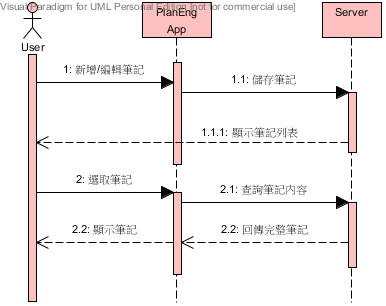 Visual Paradigm for UML Personal Edition [not for commercial use]
PlanEng
App
Server
User
1: 新增/編輯筆記
1.1: 儲存筆記
1.1.1: 顯示筆記列表
2: 選取筆記
2.1: 查詢筆記內容
2.2: 顯示筆記
2.2: 回傳完整筆記